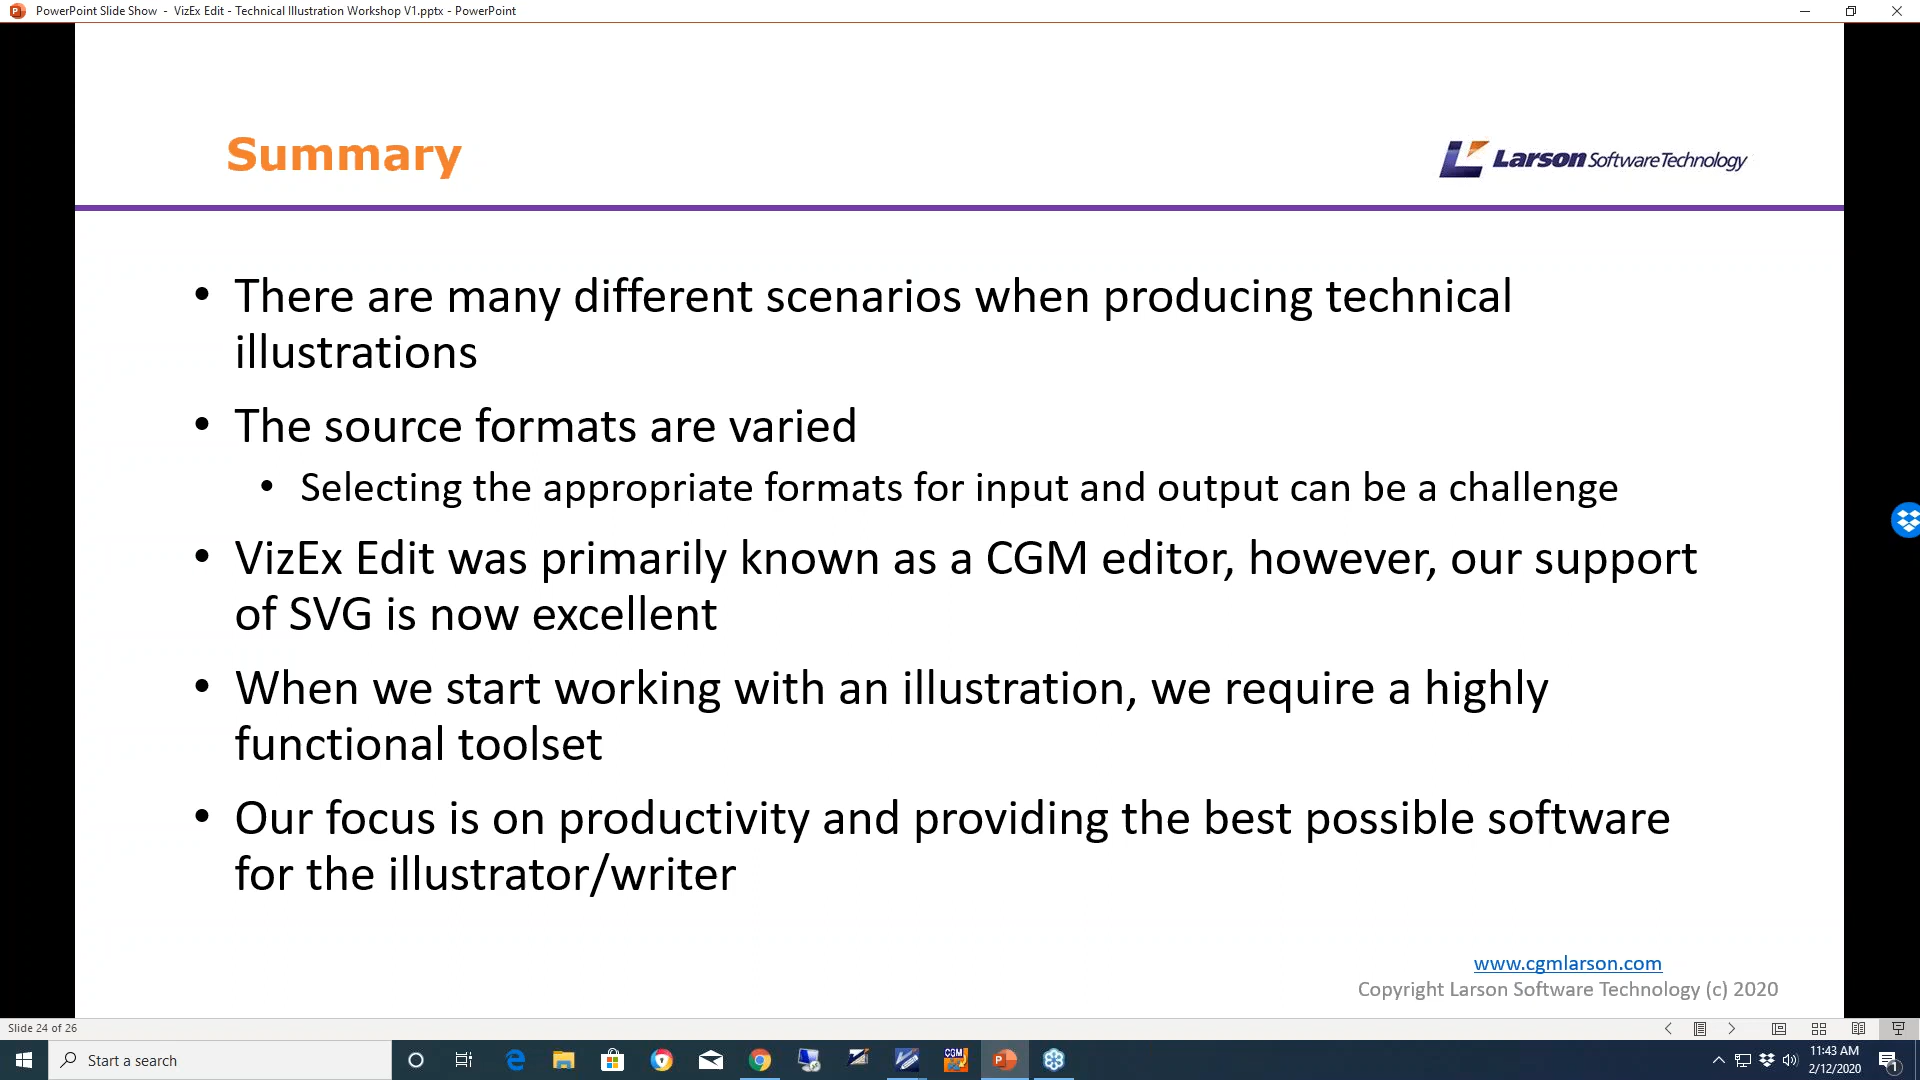 PowerPoint Slide Show - VizEx Edit - Technical Illustration Workshop V1.pptx - PowerPoint
Summary
Larson Software Technology
• There are many different scenarios when producing technical
illustrations
• The source formats are varied
• Selecting the appropriate formats for input and output can be a challenge
• VizEx Edit was primarily known as a CGM editor, however, our support
of SVG is now excellent
• When we start working with an illustration, we require a highly
functional toolset
• Our focus is on productivity and providing the best possible software
for the illustrator/writer
www.cgmlarson.com
Copyright Larson Software Technology (c) 2020
Slide 24 of 26
Start a search
CGM
11:43 AM
2/12/2020
1